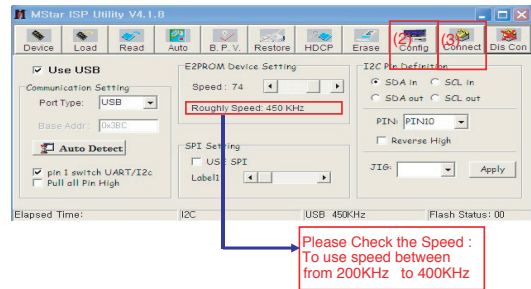 MStar ISP Utility V4.1.8
Device Load Read Auto B. P. V. Restore HDCP Erase Config Connect Dis Con
(2) (3)
Use USB
Communication Setting
Port Type: USB
Base Addr: 0x3BC
Auto Detect
pin 1 switch UART/I2c
Pull all Pin High
E2PROM Device Setting
Speed : 74
Roughly Speed: 450 KHz
SPI Setting
USE SPI
Label1
I2C Pin Definition
SDA in SCL in
SDA out SCL out
PIN: PIN10
Reverse High
JIG: Apply
Elapsed Time: I2C USB 450KHz Flash Status: 00
Please Check the Speed :
To use speed between
from 200KHz to 400KHz